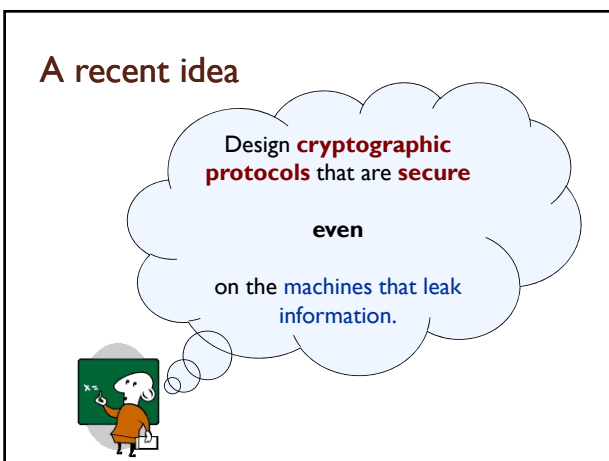 A recent idea
Design cryptographic
protocols that are secure
even
on the machines that leak
information.
x=